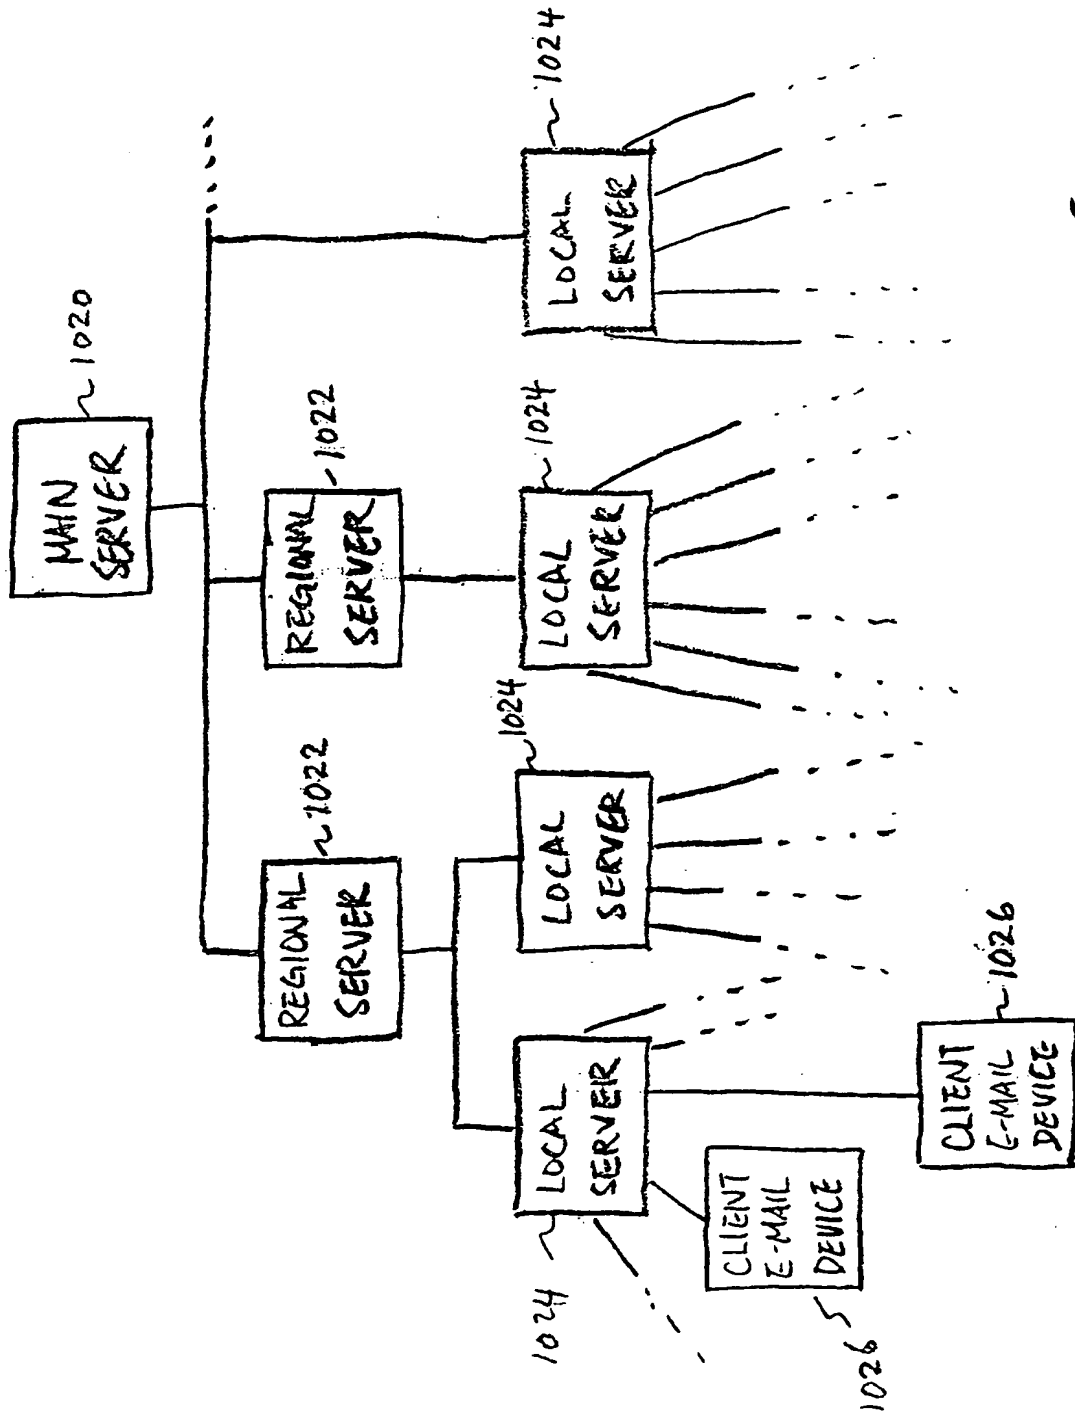 MAIN
SERVER
1020
REGIONAL
SERVER
1022
REGIONAL
SERVER
1022
LOCAL
SERVER
1024
LOCAL
SERVER
1024
LOCAL
SERVER
1024
LOCAL
SERVER
1024
CLIENT
E-MAIL
DEVICE
1026
CLIENT
E-MAIL
DEVICE
1026